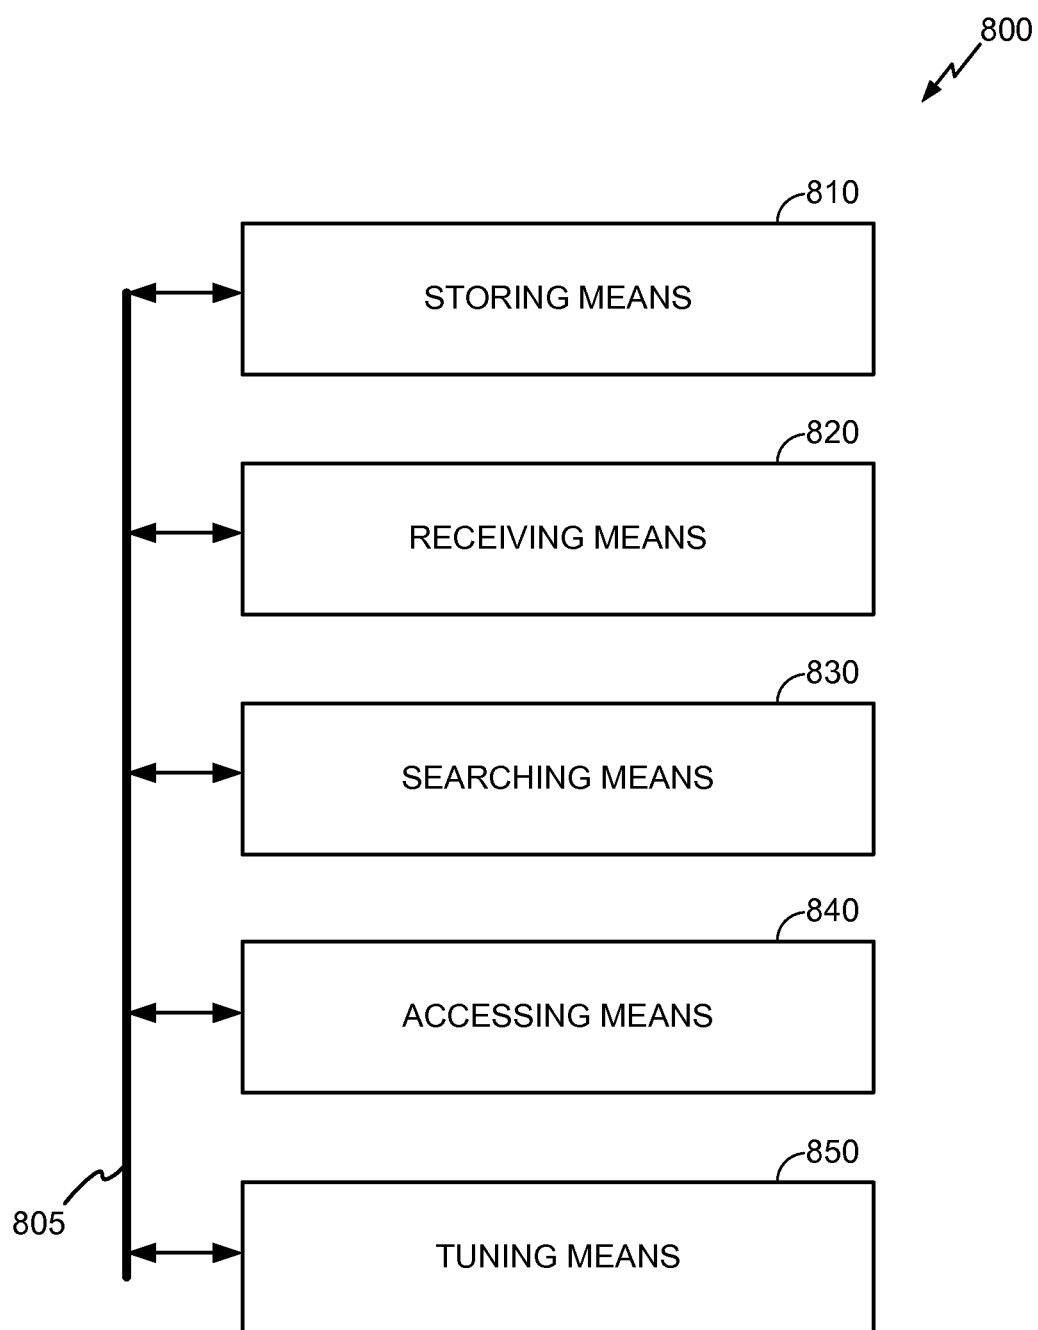 800
810
STORING MEANS
820
RECEIVING MEANS
830
SEARCHING MEANS
840
ACCESSING MEANS
850
805
TUNING MEANS